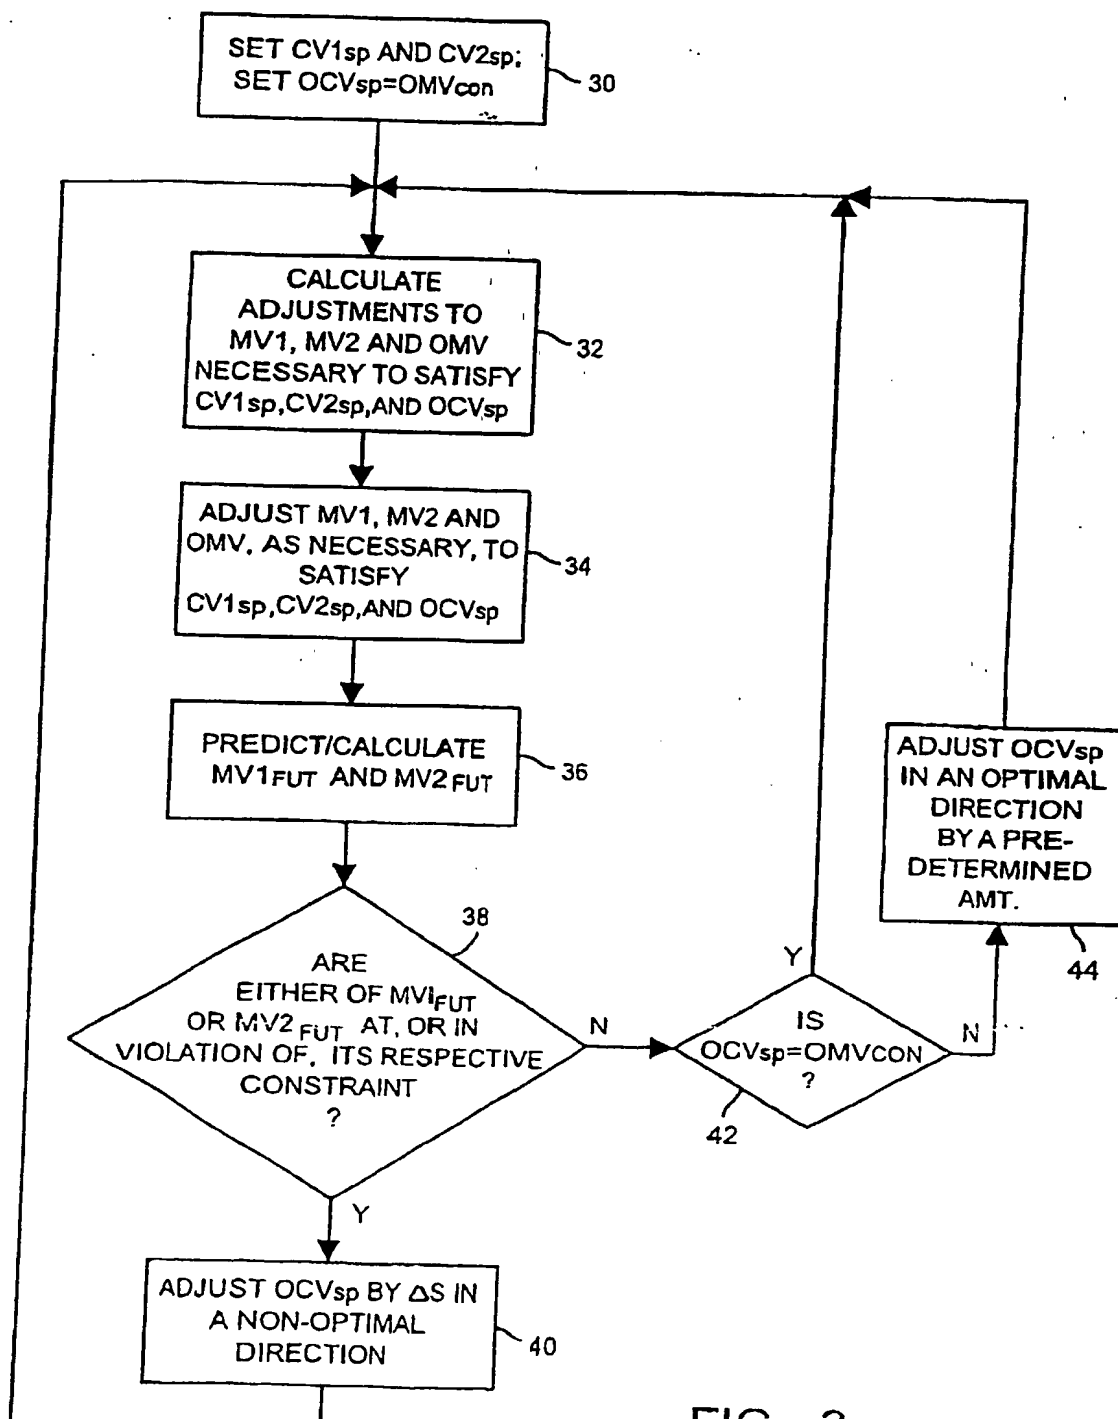 SET CV1sp AND CV2sp;
SET OCVsp=OMVcon
30
CALCULATE
ADJUSTMENTS TO
MV1, MV2 AND OMV
NECESSARY TO SATISFY
CV1sp,CV2sp,AND OCVsp
32
ADJUST MV1, MV2 AND
OMV, AS NECESSARY, TO
SATISFY
CV1sp,CV2sp,AND OCVsp
34
PREDICT/CALCULATE
MV1FUT AND MV2FUT
36
38
ARE
EITHER OF MVIFUT
OR MV2FUT AT, OR IN
VIOLATION OF, ITS RESPECTIVE
CONSTRAINT
?
N
Y
IS
OCVsp=OMVCON
?
42
Y
N
ADJUST OCVsp
IN AN OPTIMAL
DIRECTION
BY A PRE-
DETERMINED
AMT.
44
ADJUST OCVsp BY ΔS IN
A NON-OPTIMAL
DIRECTION
40